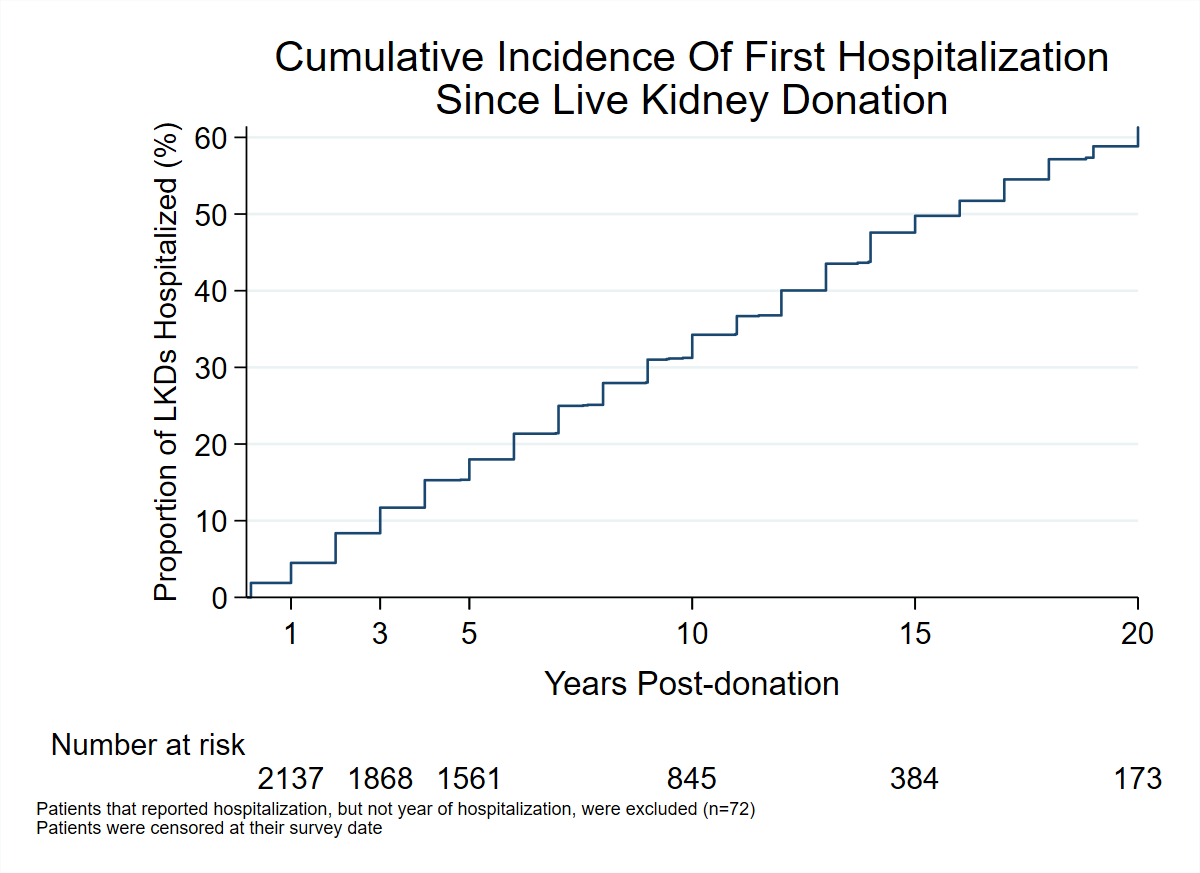 Cumulative Incidence Of First Hospitalization
Since Live Kidney Donation
Proportion of LKDs Hospitalized (%)
60
50
40
30
20
10
0
1 3 5 10 15 20
Years Post-donation
Number at risk
2137 1868 1561 845 384 173
Patients that reported hospitalization, but not year of hospitalization, were excluded (n=72)
Patients were censored at their survey date